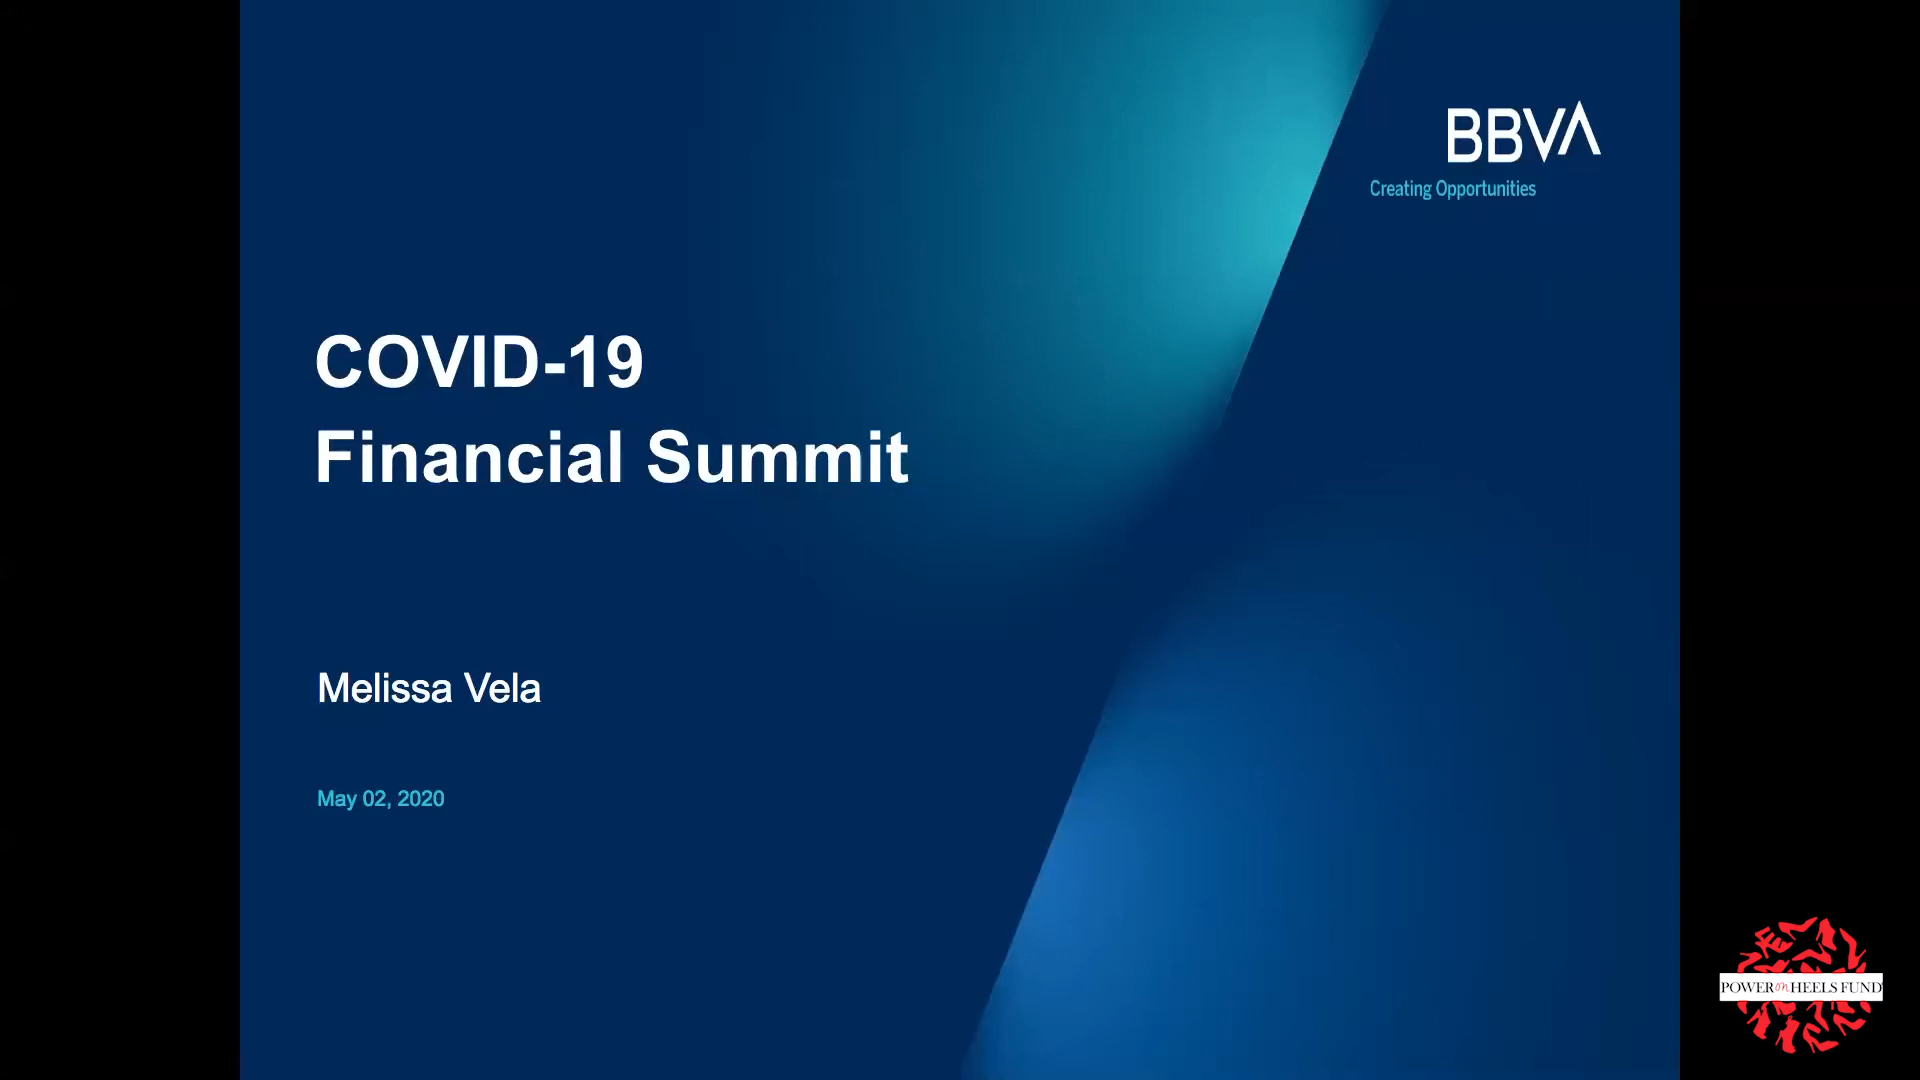 BBVA
Creating Opportunities
COVID-19
Financial Summit
Melissa Vela
May 02, 2020
POWER on HEELS FUND